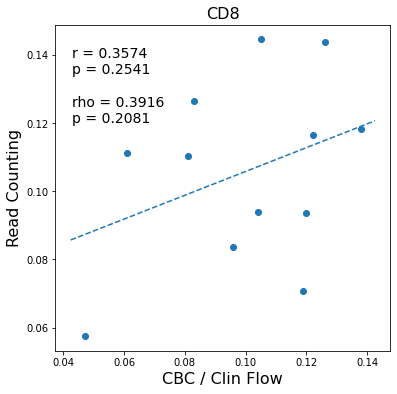 CD8
r = 0.3574
p = 0.2541
rho = 0.3916
p = 0.2081
Read Counting
0.14
0.12
0.10
0.08
0.06
0.04
0.06
0.08
0.10
0.12
0.14
CBC / Clin Flow